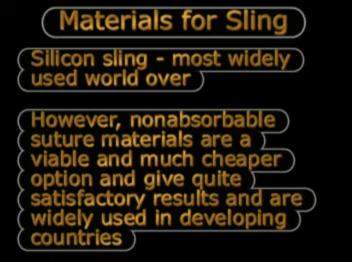 Materials for Sling
Silicon sling - most widely
used world over
However, nonabsorbable
suture materials are a
viable and much cheaper
option and give quite
satisfactory results and are
widely used in developing
countries